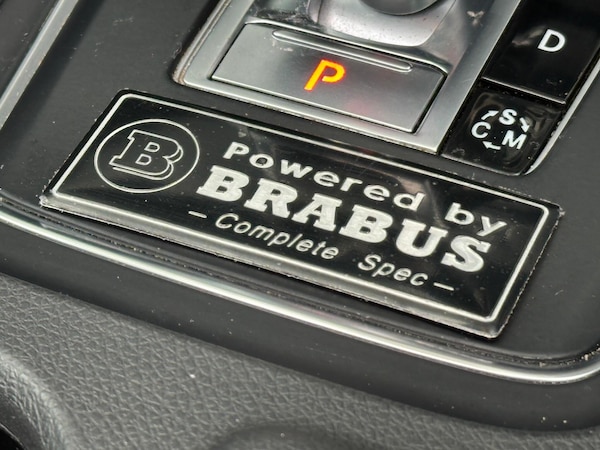 P
D
S
C M
B
Powered by
BRABUS
- Complete Spec -